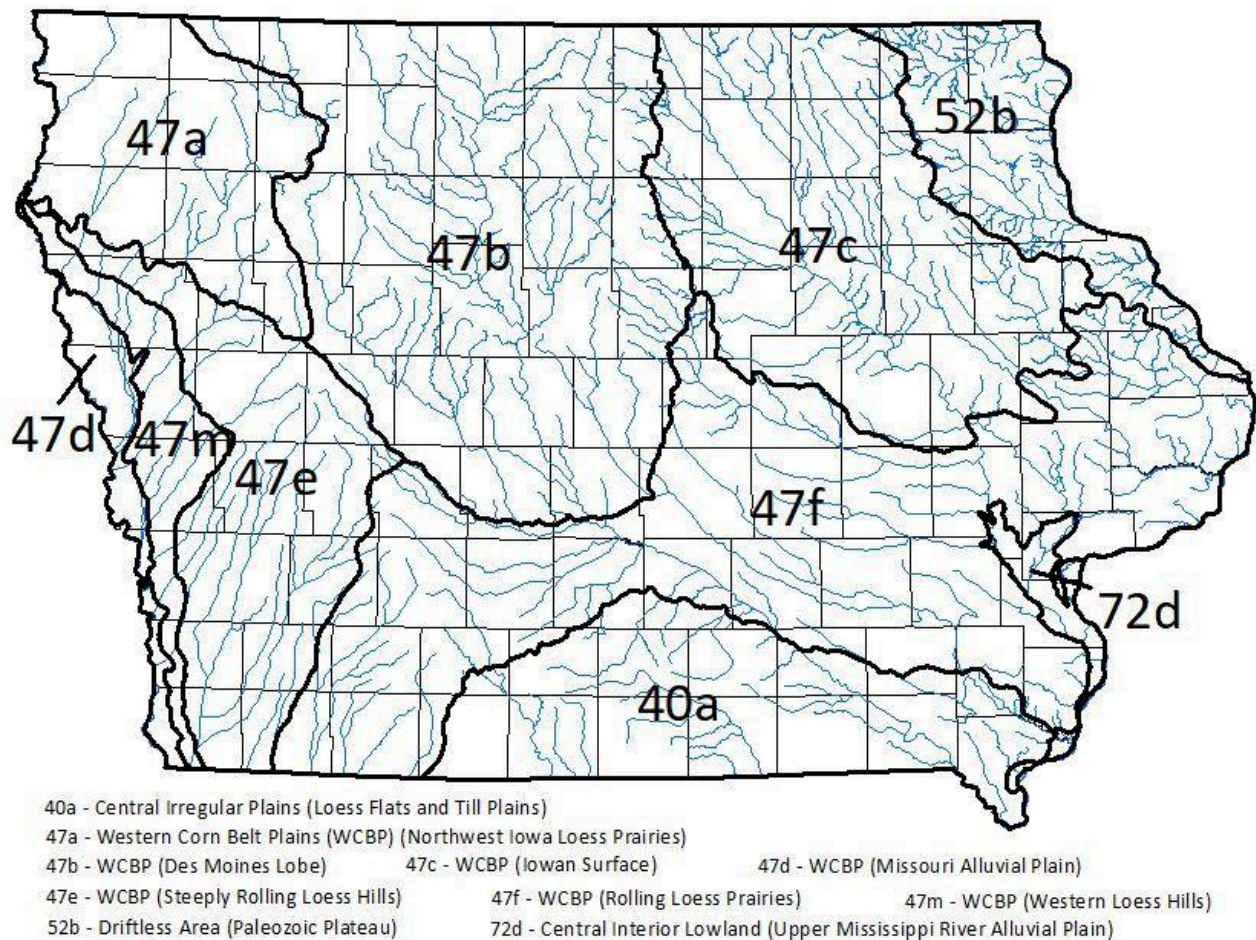 52b
47a
47b
47c
47d
47m
47e
47f
72d
40a
40a - Central Irregular Plains (Loess Flats and Till Plains)
47a - Western Corn Belt Plains (WCBP) (Northwest Iowa Loess Prairies)
47b - WCBP (Des Moines Lobe) 47c - WCBP (Iowan Surface) 47d - WCBP (Missouri Alluvial Plain)
47e - WCBP (Steeply Rolling Loess Hills) 47f - WCBP (Rolling Loess Prairies) 47m - WCBP (Western Loess Hills)
52b - Driftless Area (Paleozoic Plateau) 72d - Central Interior Lowland (Upper Mississippi River Alluvial Plain)